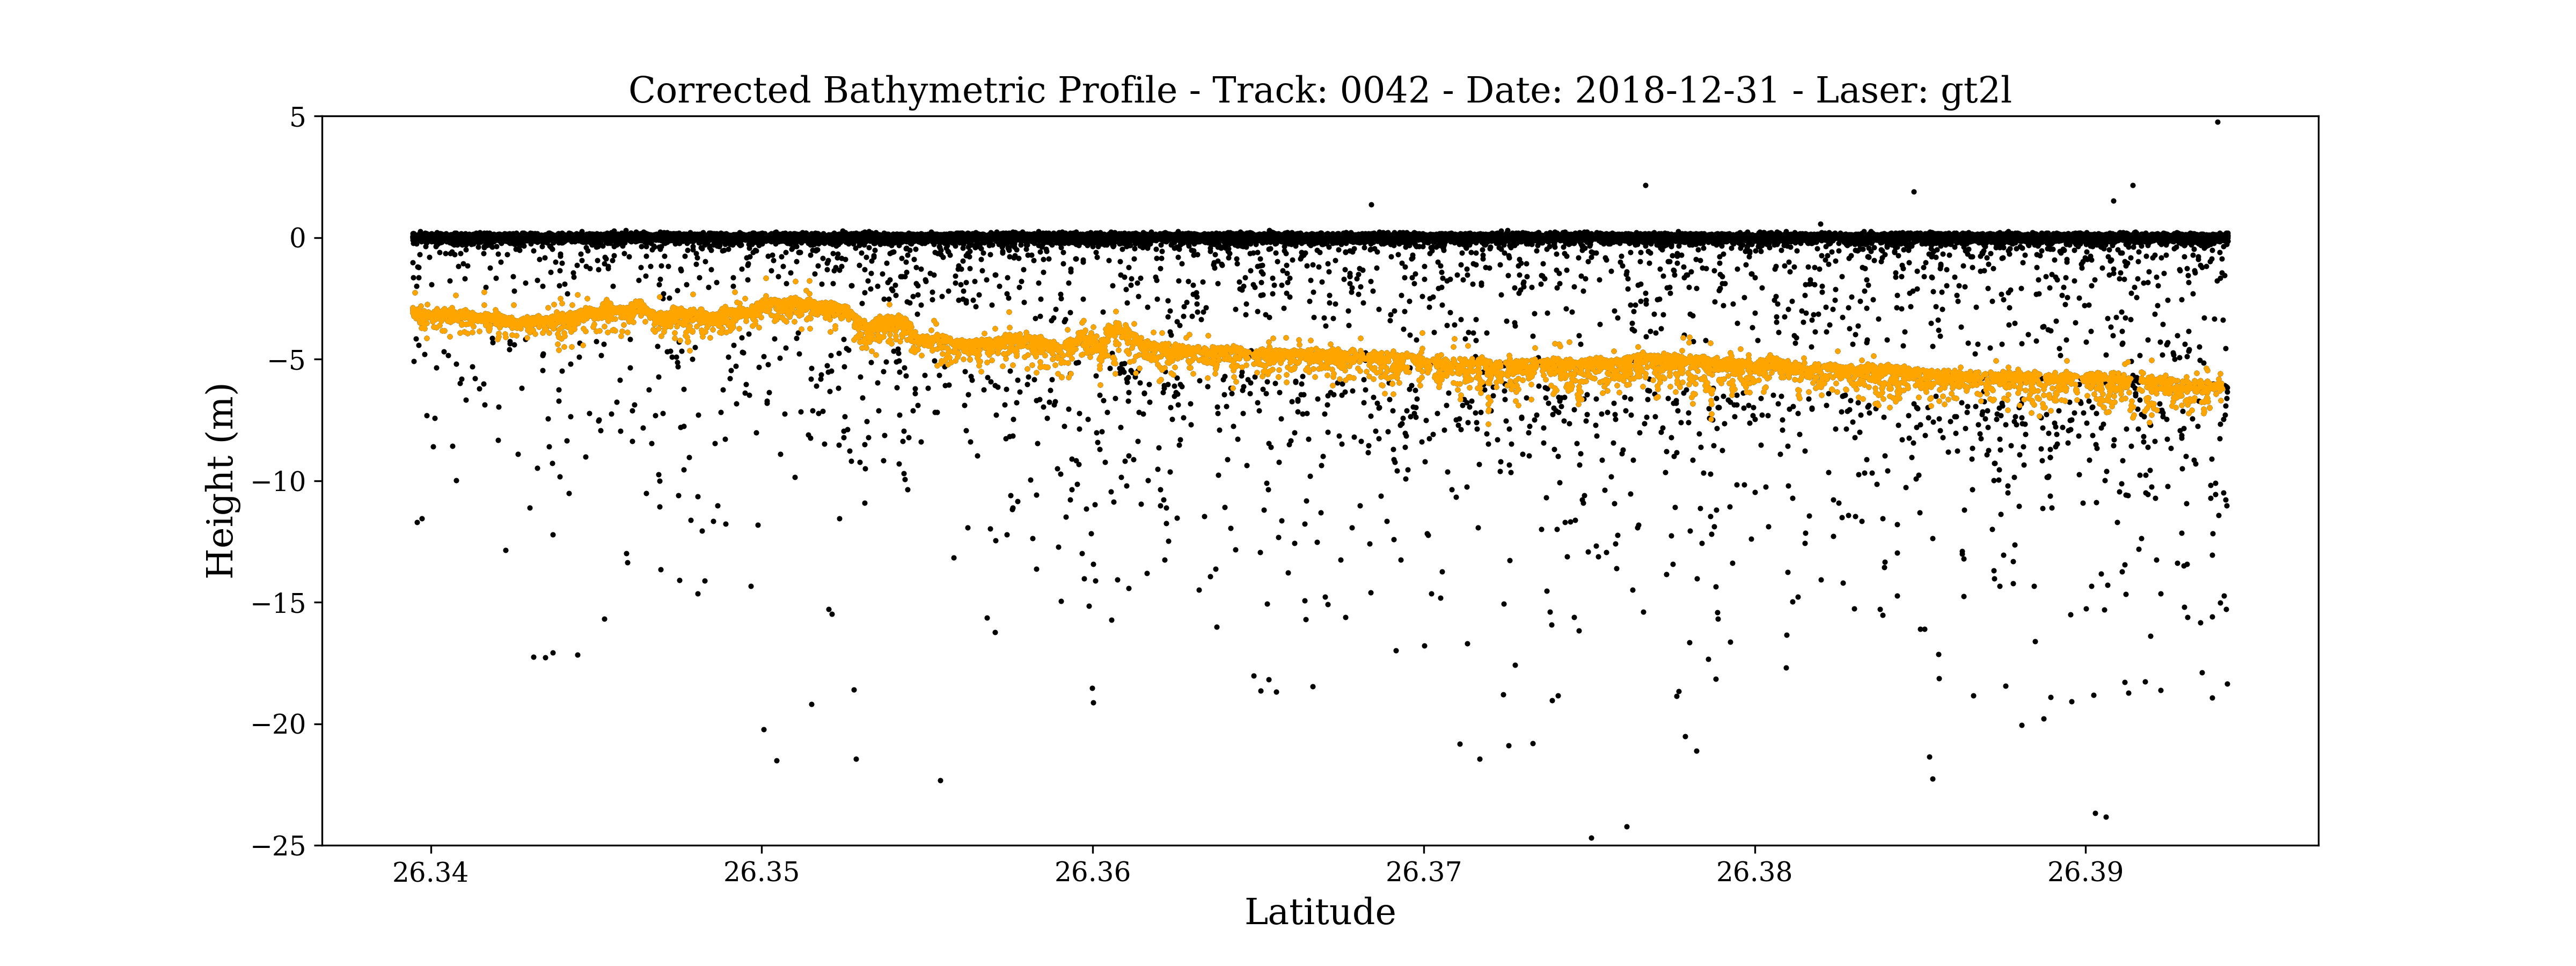 Corrected Bathymetric Profile - Track: 0042 - Date: 2018-12-31 - Laser: gt2l
5
0
−5
−10
−15
−20
−25
Height (m)
26.34 26.35 26.36 26.37 26.38 26.39
Latitude